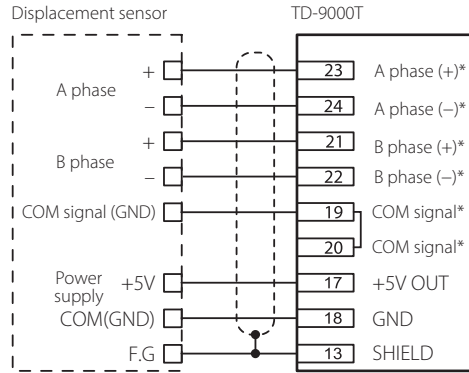 Displacement sensor TD-9000T
A phase + 23 A phase (+)*
− 24 A phase (−)*
B phase + 21 B phase (+)*
− 22 B phase (−)*
COM signal (GND) 19 COM signal*
20 COM signal*
Power supply +5V 17 +5V OUT
COM(GND) 18 GND
F.G 13 SHIELD